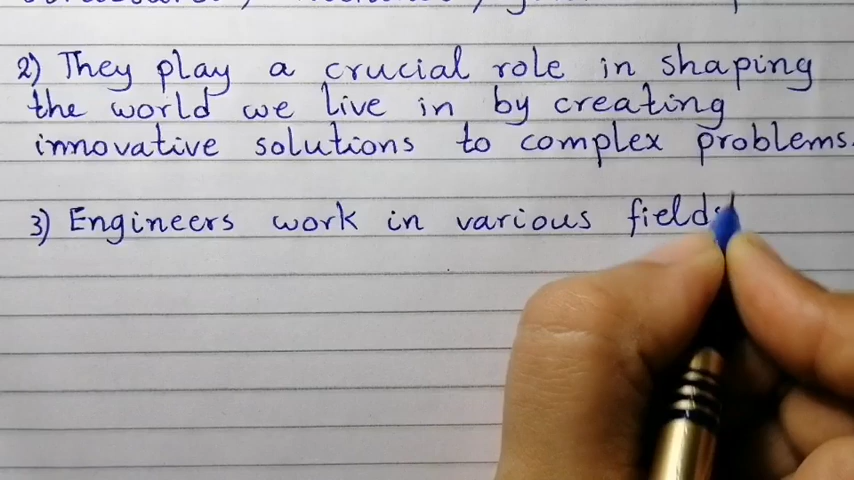 2) They play a crucial role in shaping
the world we live in by creating
innovative solutions to complex problems.
3) Engineers work in various fields